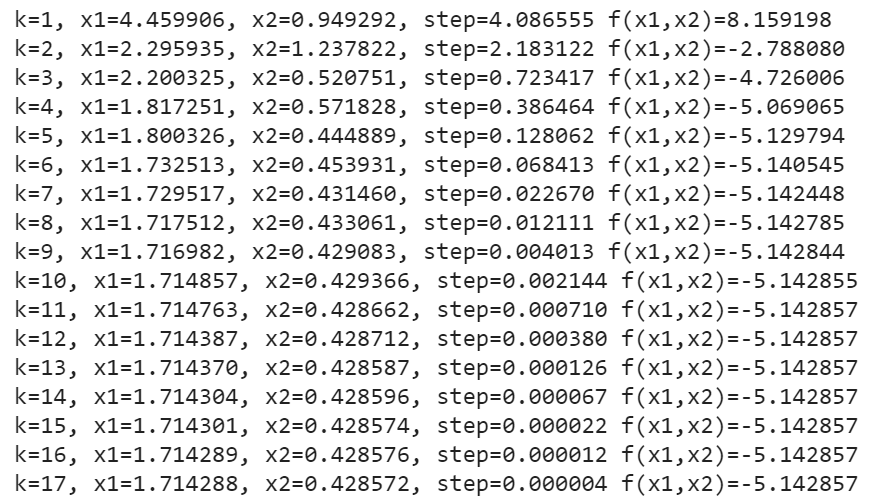 k=1, x1=4.459906, x2=0.949292, step=4.086555 f(x1,x2)=8.159198
k=2, x1=2.295935, x2=1.237822, step=2.183122 f(x1,x2)=-2.788080
k=3, x1=2.200325, x2=0.520751, step=0.723417 f(x1,x2)=-4.726006
k=4, x1=1.817251, x2=0.571828, step=0.386464 f(x1,x2)=-5.069065
k=5, x1=1.800326, x2=0.444889, step=0.128062 f(x1,x2)=-5.129794
k=6, x1=1.732513, x2=0.453931, step=0.068413 f(x1,x2)=-5.140545
k=7, x1=1.729517, x2=0.431460, step=0.022670 f(x1,x2)=-5.142448
k=8, x1=1.717512, x2=0.433061, step=0.012111 f(x1,x2)=-5.142785
k=9, x1=1.716982, x2=0.429083, step=0.004013 f(x1,x2)=-5.142844
k=10, x1=1.714857, x2=0.429366, step=0.002144 f(x1,x2)=-5.142855
k=11, x1=1.714763, x2=0.428662, step=0.000710 f(x1,x2)=-5.142857
k=12, x1=1.714387, x2=0.428712, step=0.000380 f(x1,x2)=-5.142857
k=13, x1=1.714370, x2=0.428587, step=0.000126 f(x1,x2)=-5.142857
k=14, x1=1.714304, x2=0.428596, step=0.000067 f(x1,x2)=-5.142857
k=15, x1=1.714301, x2=0.428574, step=0.000022 f(x1,x2)=-5.142857
k=16, x1=1.714289, x2=0.428576, step=0.000012 f(x1,x2)=-5.142857
k=17, x1=1.714288, x2=0.428572, step=0.000004 f(x1,x2)=-5.142857